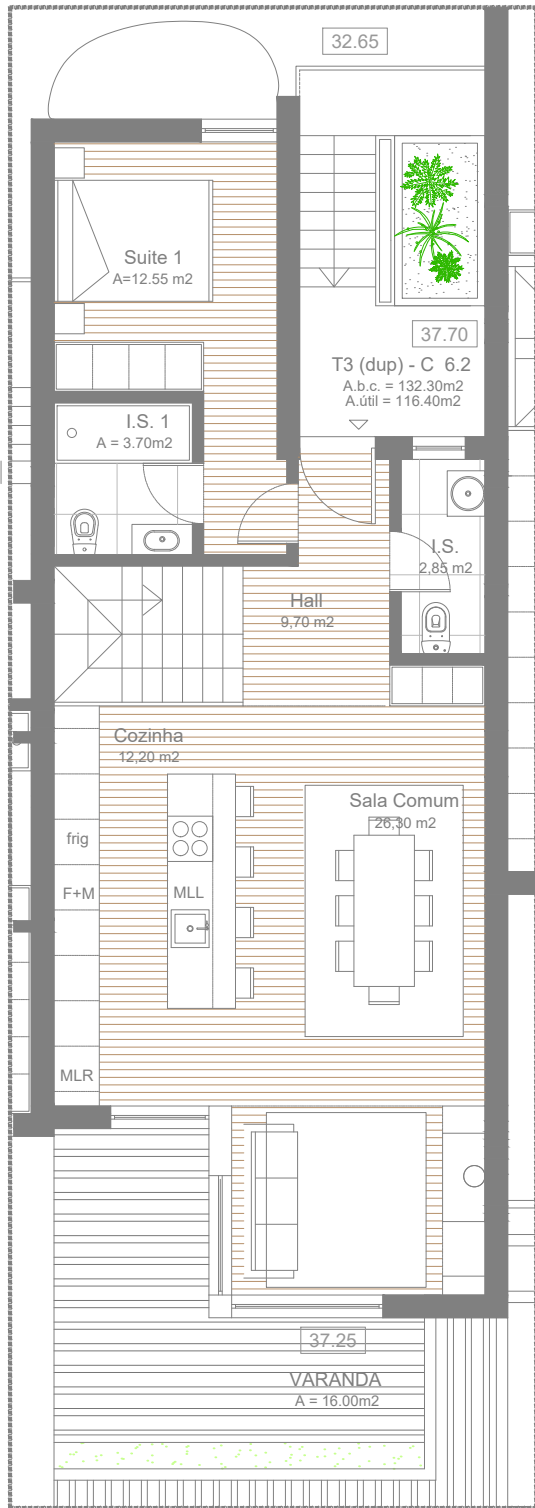 32.65
Suite 1
A=12.55 m2
37.70
T3 (dup) - C 6.2
A.b.c. = 132.30m2
A.útil = 116.40m2
I.S. 1
A = 3.70m2
I.S.
2,85 m2
Hall
9,70 m2
Cozinha
12,20 m2
Sala Comum
26,30 m2
frig
F+M
MLL
MLR
37.25
VARANDA
A = 16.00m2